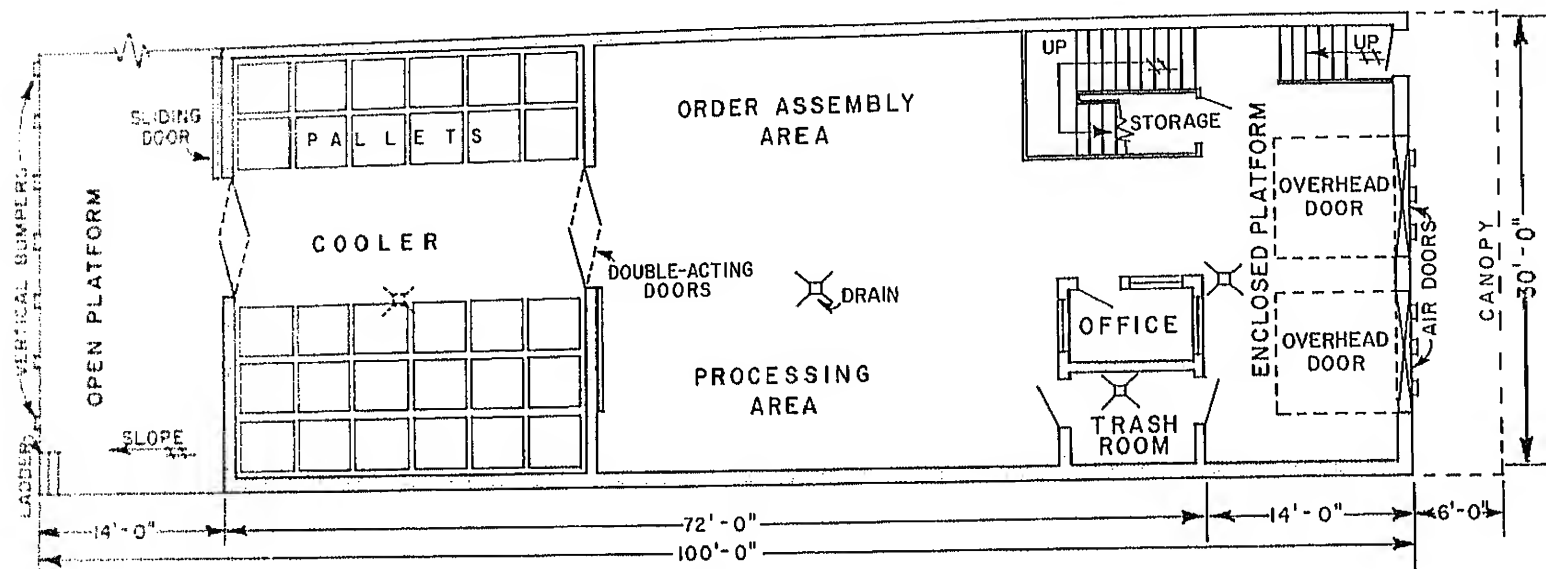 VERTICAL BUMPERS
LADDER
OPEN PLATFORM
SLIDING
DOOR
SLOPE
PALLETS
COOLER
DOUBLE-ACTING
DOORS
ORDER ASSEMBLY
AREA
DRAIN
PROCESSING
AREA
UP
STORAGE
OFFICE
TRASH
ROOM
UP
ENCLOSED PLATFORM
OVERHEAD
DOOR
OVERHEAD
DOOR
AIR DOORS
CANOPY
30'-0"
14'-0"
72'-0"
14'-0"
6'-0"
100'-0"